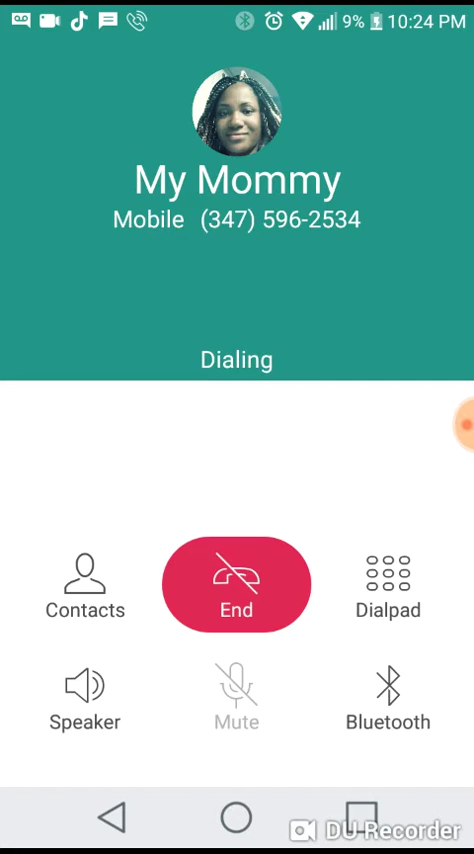 9% 10:24 PM
My Mommy
Mobile (347) 596-2534
Dialing
Contacts
End
Dialpad
Speaker
Mute
Bluetooth
DU Recorder